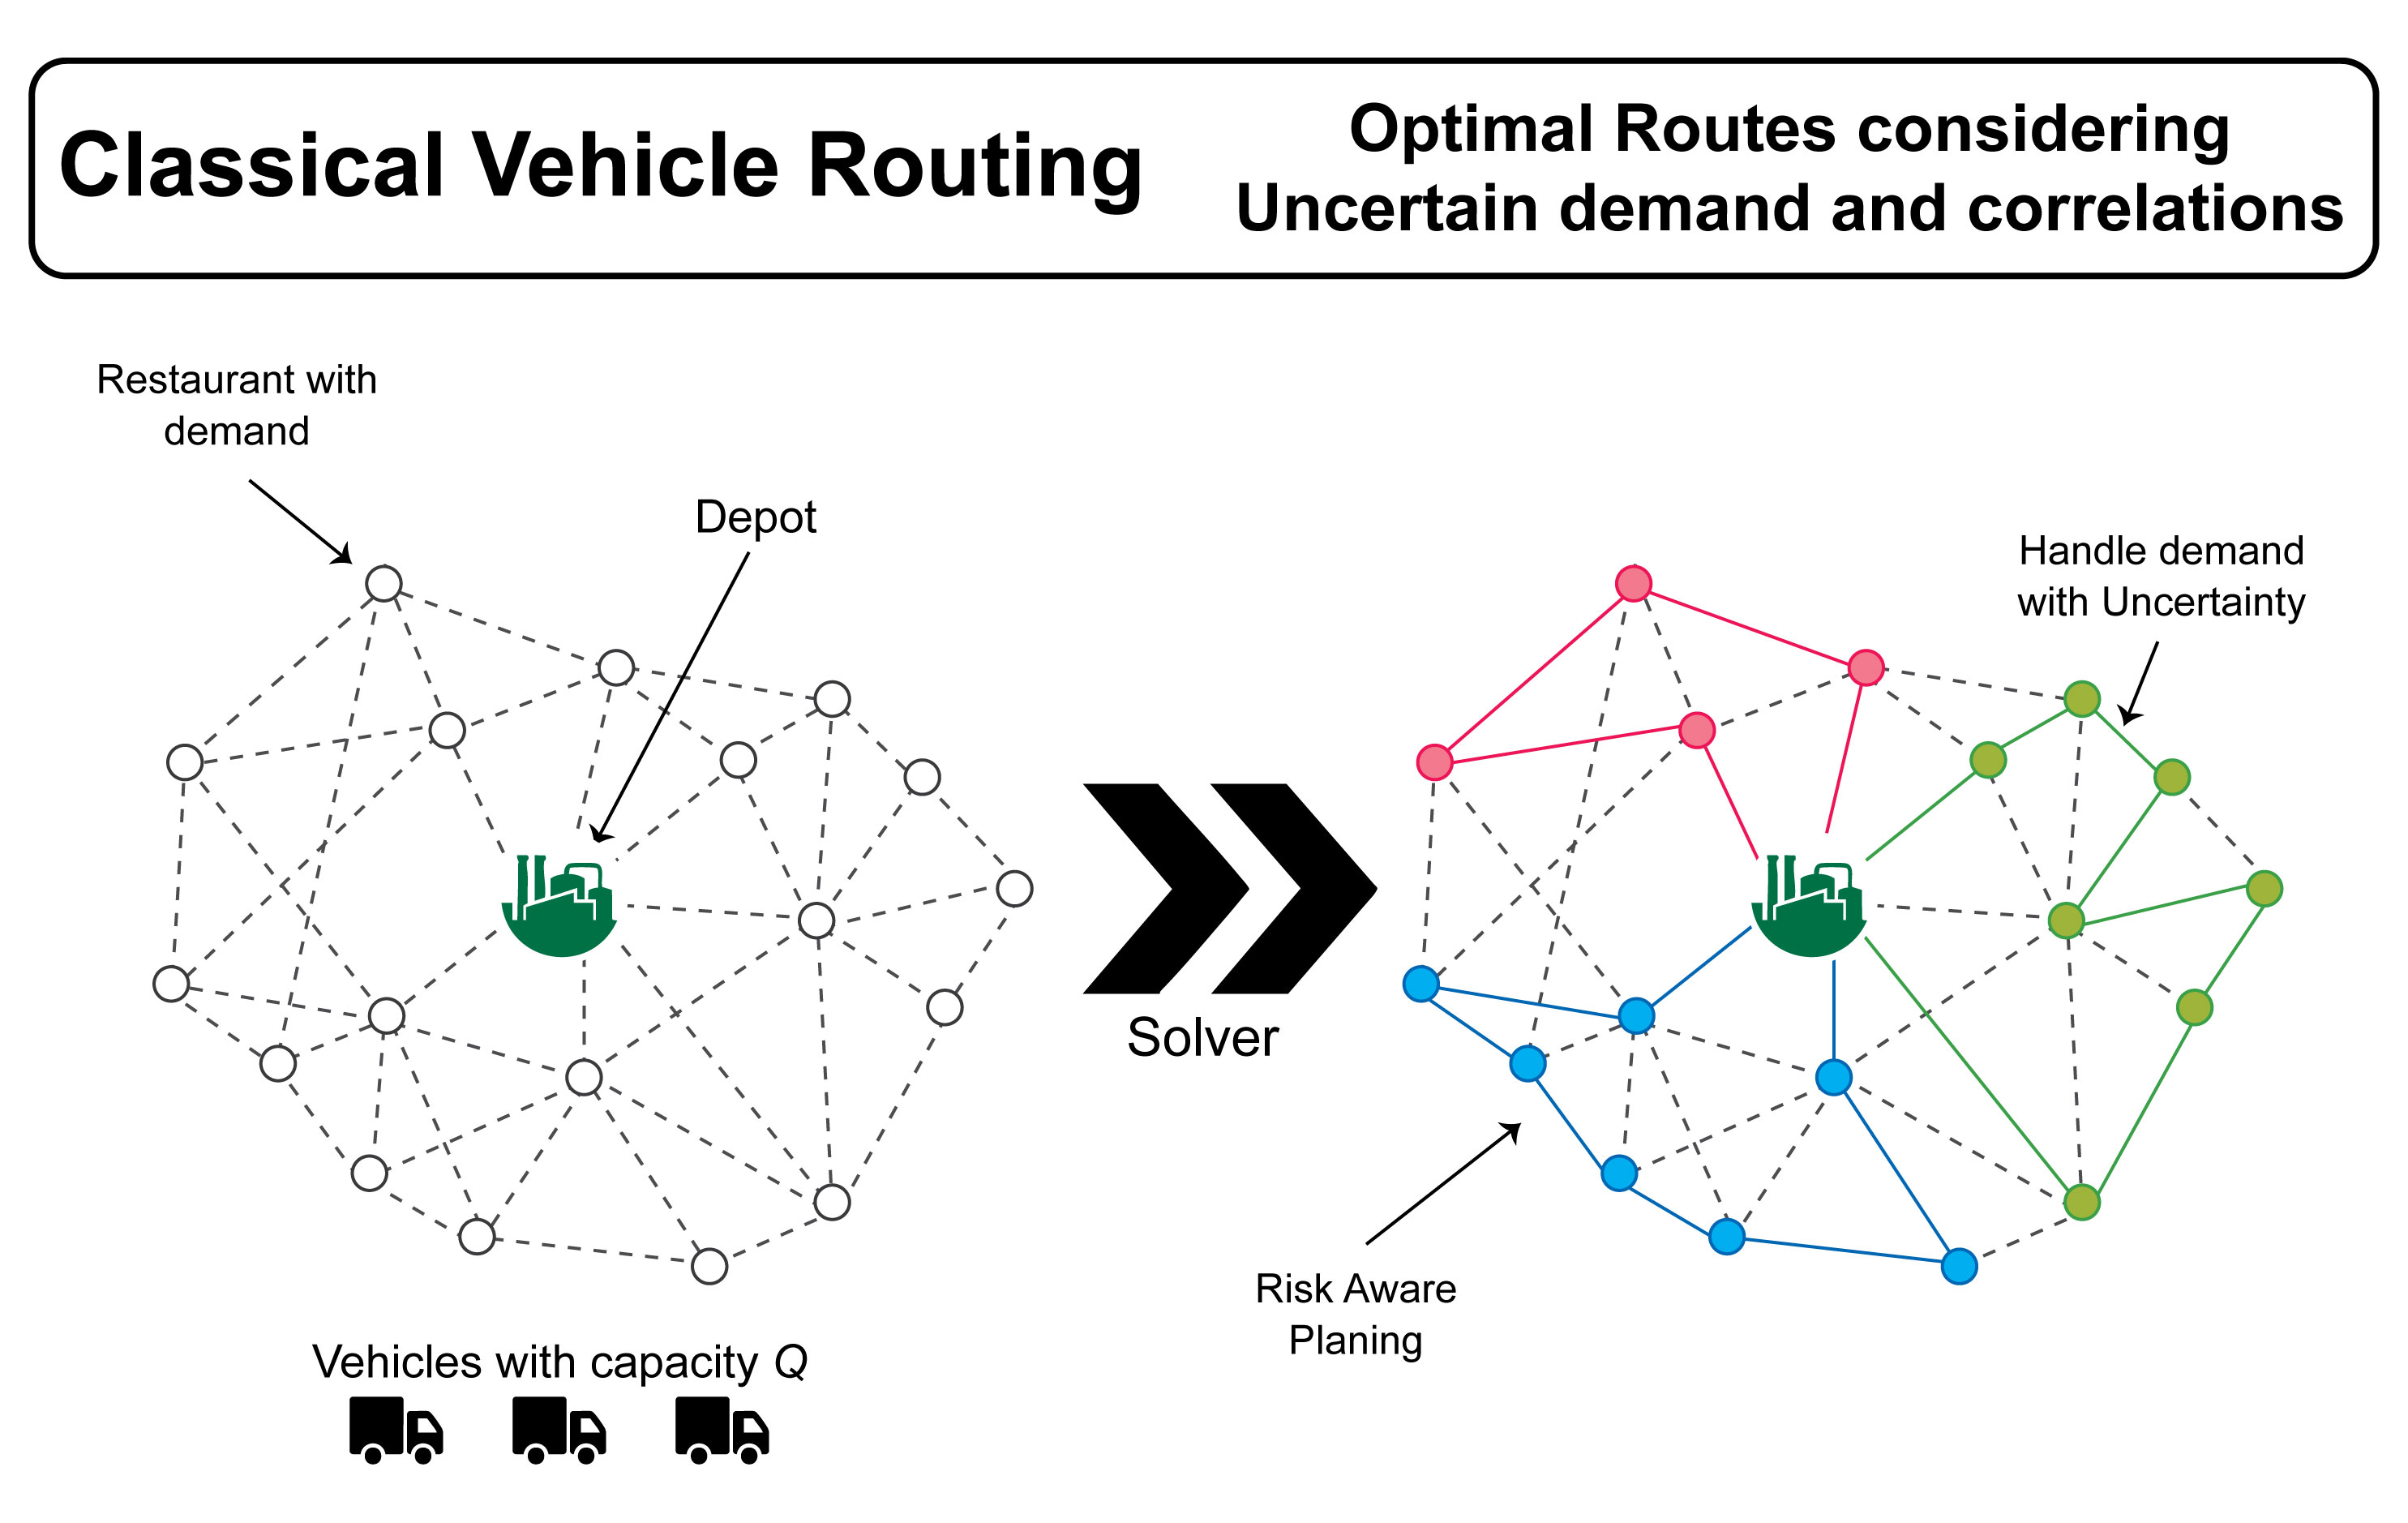 Classical Vehicle Routing
Optimal Routes considering
Uncertain demand and correlations
Restaurant with
demand
Depot
Handle demand
with Uncertainty
Solver
Risk Aware
Planing
Vehicles with capacity Q